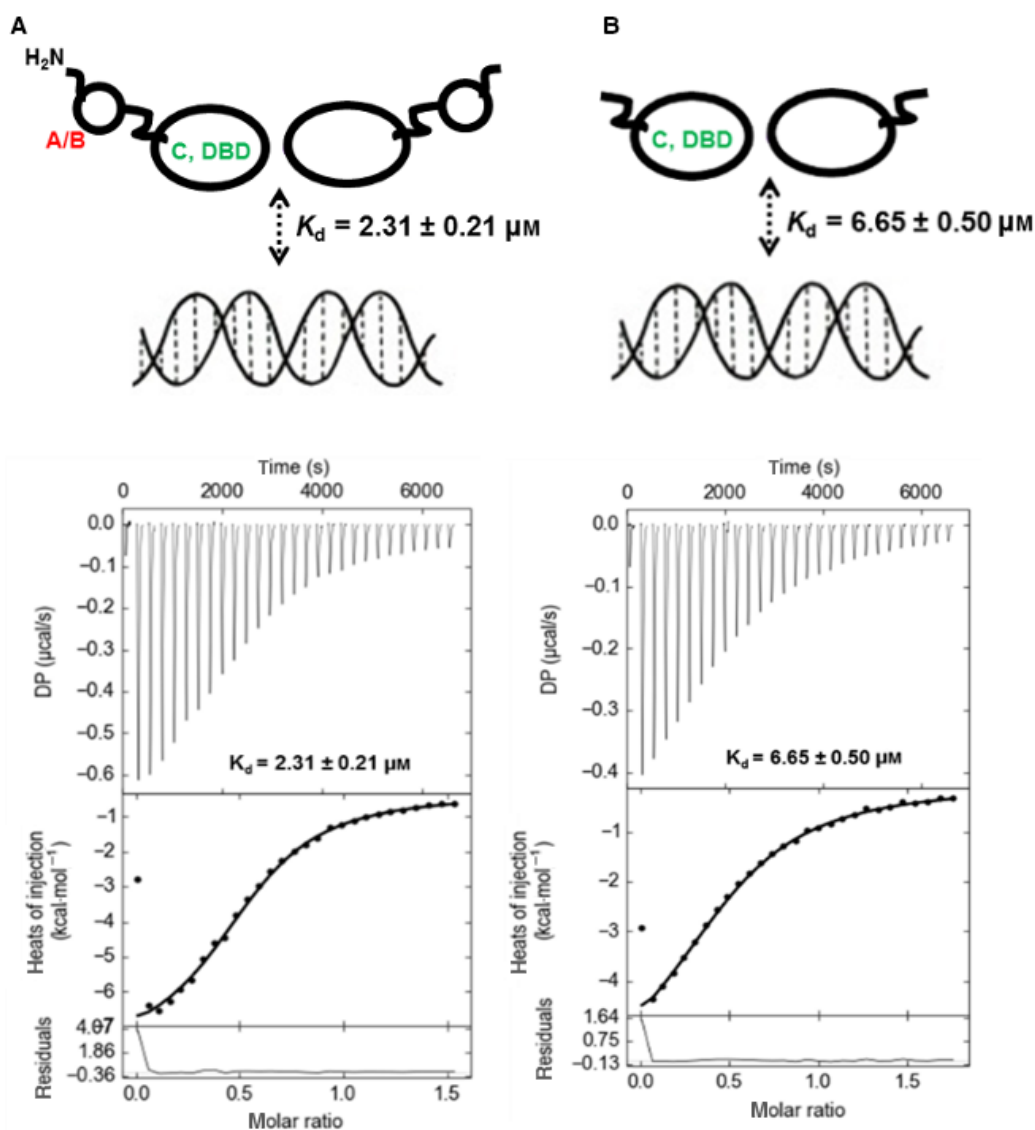 A
H₂N
A/B
C, DBD
Kd = 2.31 ± 0.21 μM
B
C, DBD
Kd = 6.65 ± 0.50 μM
Time (s)
0 2000 4000 6000
0.0
−0.1
−0.2
−0.3
−0.4
−0.5
−0.6
DP (μcal/s)
Kd = 2.31 ± 0.21 μM
−1
−2
−3
−4
−5
−6
−7
Heats of injection
(kcal·mol⁻¹)
4.07
1.86
−0.36
Residuals
0.0 0.5 1.0 1.5
Molar ratio
Time (s)
0 2000 4000 6000
0.0
−0.1
−0.2
−0.3
−0.4
DP (μcal/s)
Kd = 6.65 ± 0.50 μM
−1
−2
−3
−4
Heats of injection
(kcal·mol⁻¹)
1.64
0.75
−0.13
Residuals
0.0 0.5 1.0 1.5
Molar ratio